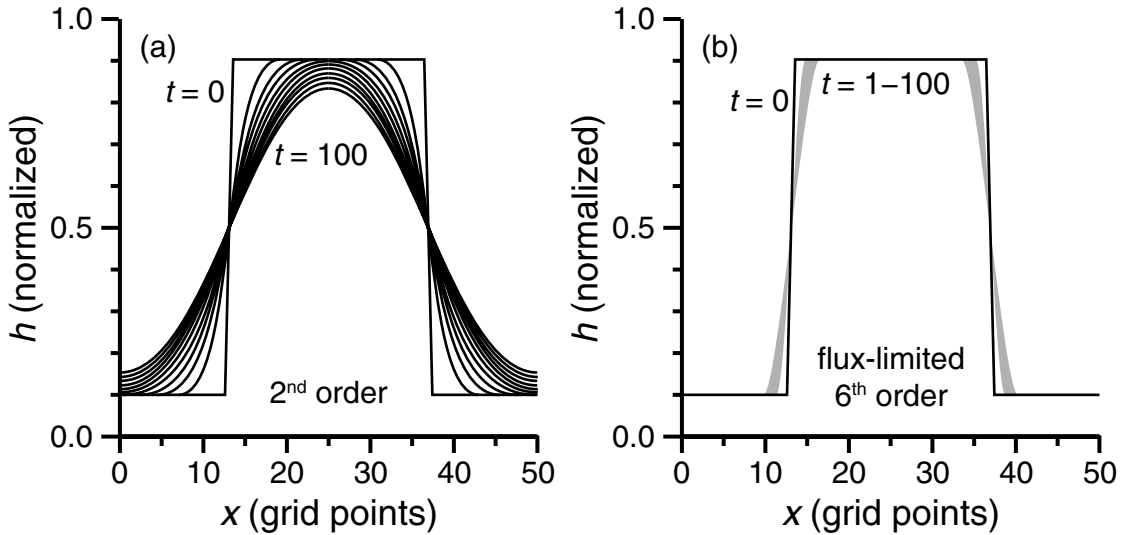 (a)
1.0
t = 0
t = 100
0.5
2nd order
0.0
h (normalized)
0 10 20 30 40 50
x (grid points)
(b)
1.0
t = 0
t = 1–100
0.5
flux-limited
6th order
0.0
h (normalized)
0 10 20 30 40 50
x (grid points)